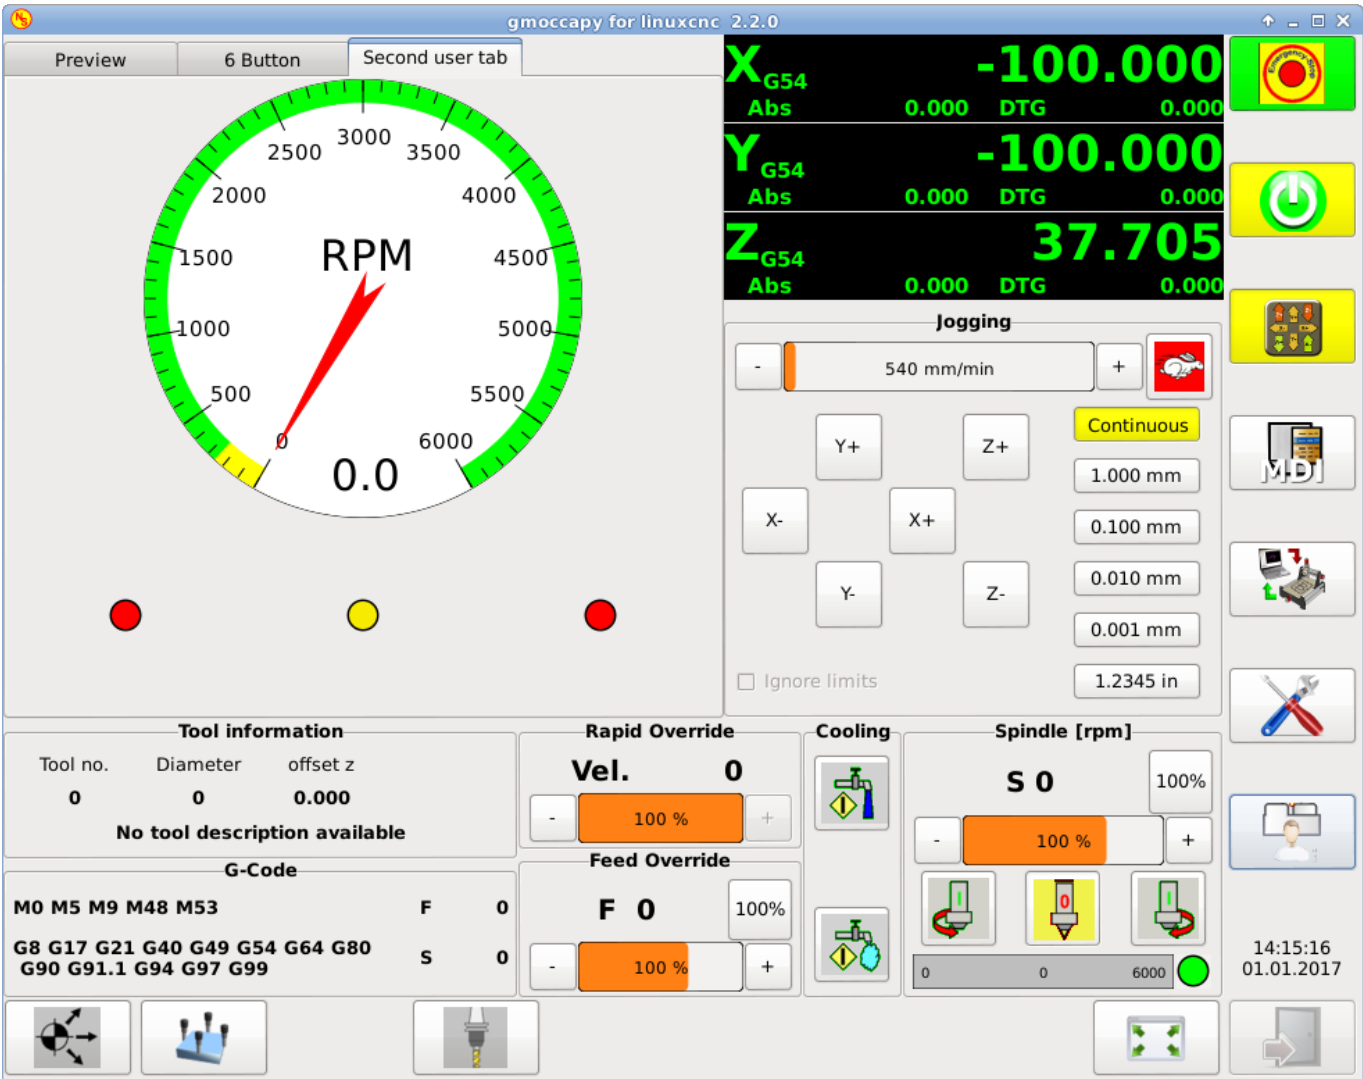 gmoccapy for linuxcnc 2.2.0
Preview
6 Button
Second user tab
3000
2500
3500
2000
4000
RPM
1500
4500
1000
5000
500
5500
0
6000
0.0
X G54 -100.000
Abs 0.000 DTG 0.000
Y G54 -100.000
Abs 0.000 DTG 0.000
Z G54 37.705
Abs 0.000 DTG 0.000
Emergency-Stop
Jogging
- 540 mm/min +
Continuous
Y+ Z+
1.000 mm
X- X+
0.100 mm
0.010 mm
Y- Z-
0.001 mm
Ignore limits
1.2345 in
MDI
Tool information
Tool no. Diameter offset z
0 0 0.000
No tool description available
G-Code
M0 M5 M9 M48 M53
F 0
G8 G17 G21 G40 G49 G54 G64 G80
G90 G91.1 G94 G97 G99
S 0
Rapid Override
Vel. 0
- 100 % +
Feed Override
F 0 100%
- 100 % +
Cooling
Spindle [rpm]
S 0 100%
- 100 % +
I 0 I
0 0 6000
14:15:16
01.01.2017